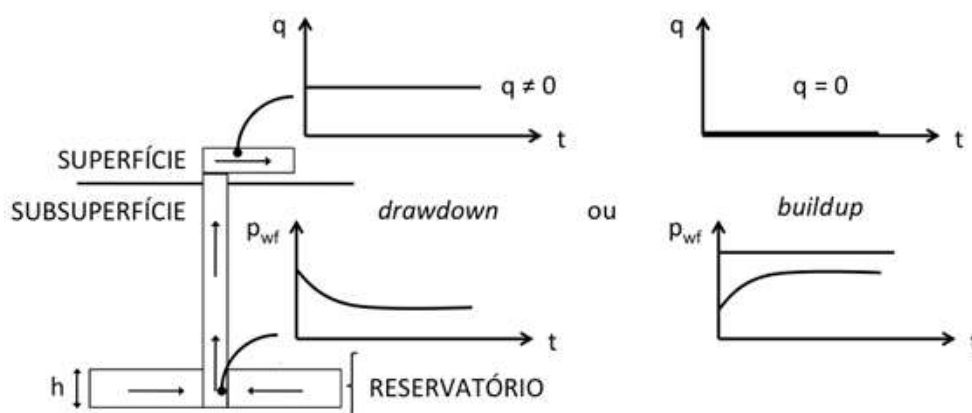 q
q ≠ 0
t
q
q = 0
t
SUPERFÍCIE
SUBSUPERFÍCIE
drawdown
ou
buildup
p_wf
t
p_wf
t
h
RESERVATÓRIO